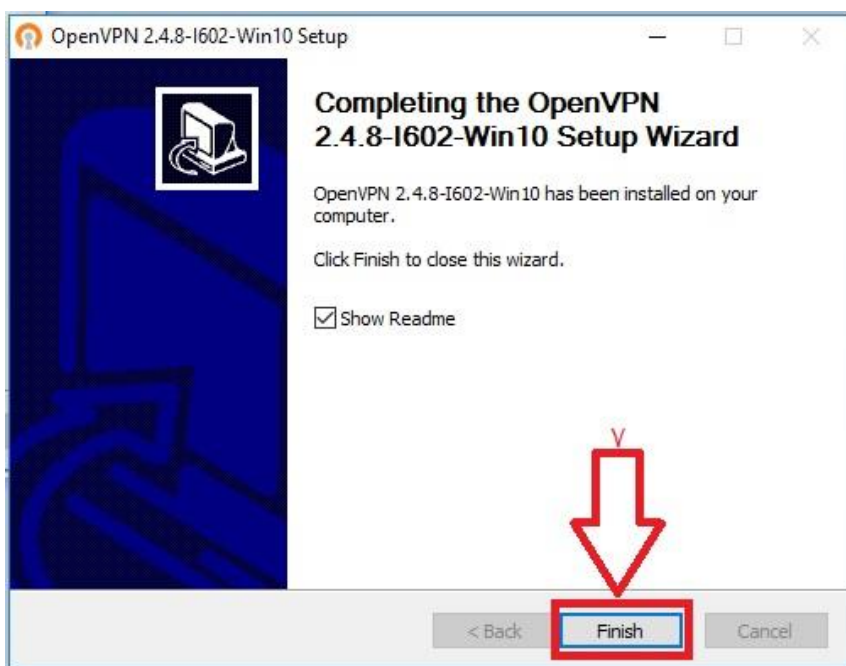 OpenVPN 2.4.8-I602-Win10 Setup
Completing the OpenVPN
2.4.8-I602-Win10 Setup Wizard
OpenVPN 2.4.8-I602-Win10 has been installed on your
computer.
Click Finish to close this wizard.
Show Readme
۷
< Back Finish Cancel